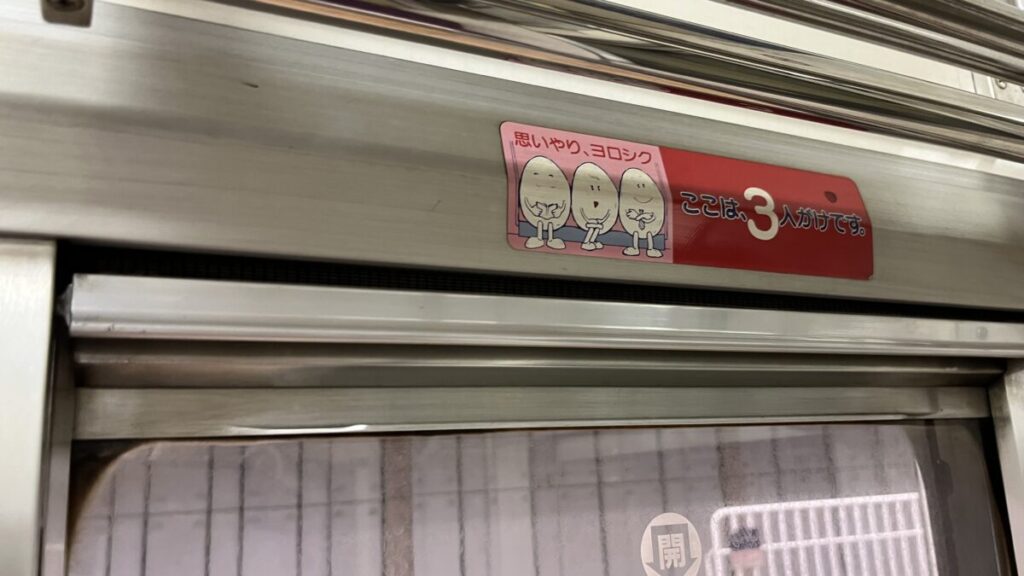 思いやり、ヨロシク
ここは、3人がけです。
開